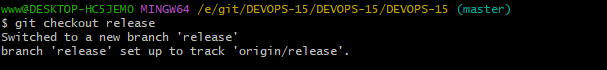 www@DESKTOP-HC5JEMO MINGW64 /e/git/DEVOPS-15/DEVOPS-15/DEVOPS-15 (master)
$ git checkout release
Switched to a new branch 'release'
branch 'release' set up to track 'origin/release'.